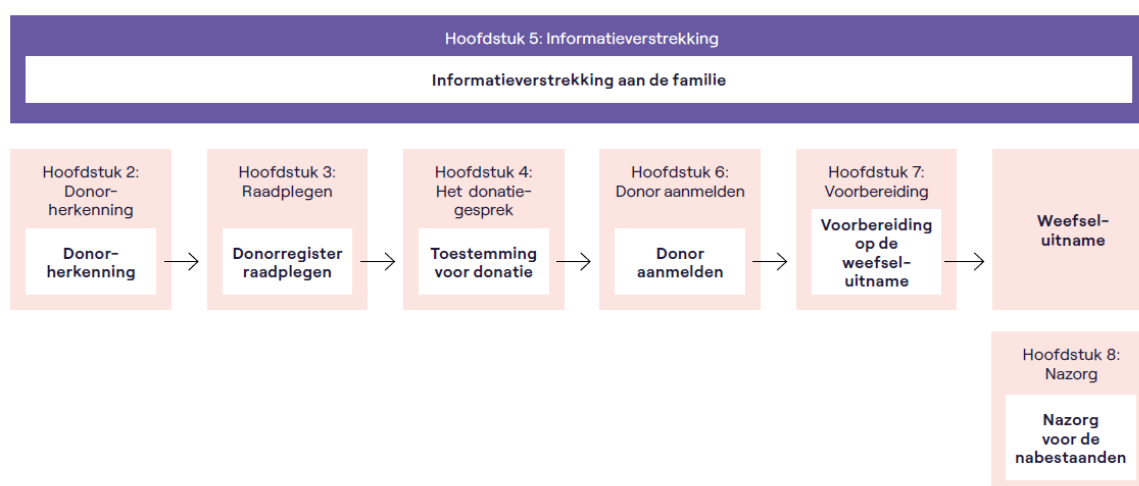 Hoofdstuk 5: Informatieverstrekking
Informatieverstrekking aan de familie
Hoofdstuk 2:
Donor-
herkenning
Donor-
herkenning
Hoofdstuk 3:
Raadplegen
Donorregister
raadplegen
Hoofdstuk 4:
Het donatie-
gesprek
Toestemming
voor donatie
Hoofdstuk 6:
Donor aanmelden
Donor
aanmelden
Hoofdstuk 7:
Voorbereiding
Voorbereiding
op de
weefsel-
uitname
Weefsel-
uitname
Hoofdstuk 8:
Nazorg
Nazorg
voor de
nabestaanden